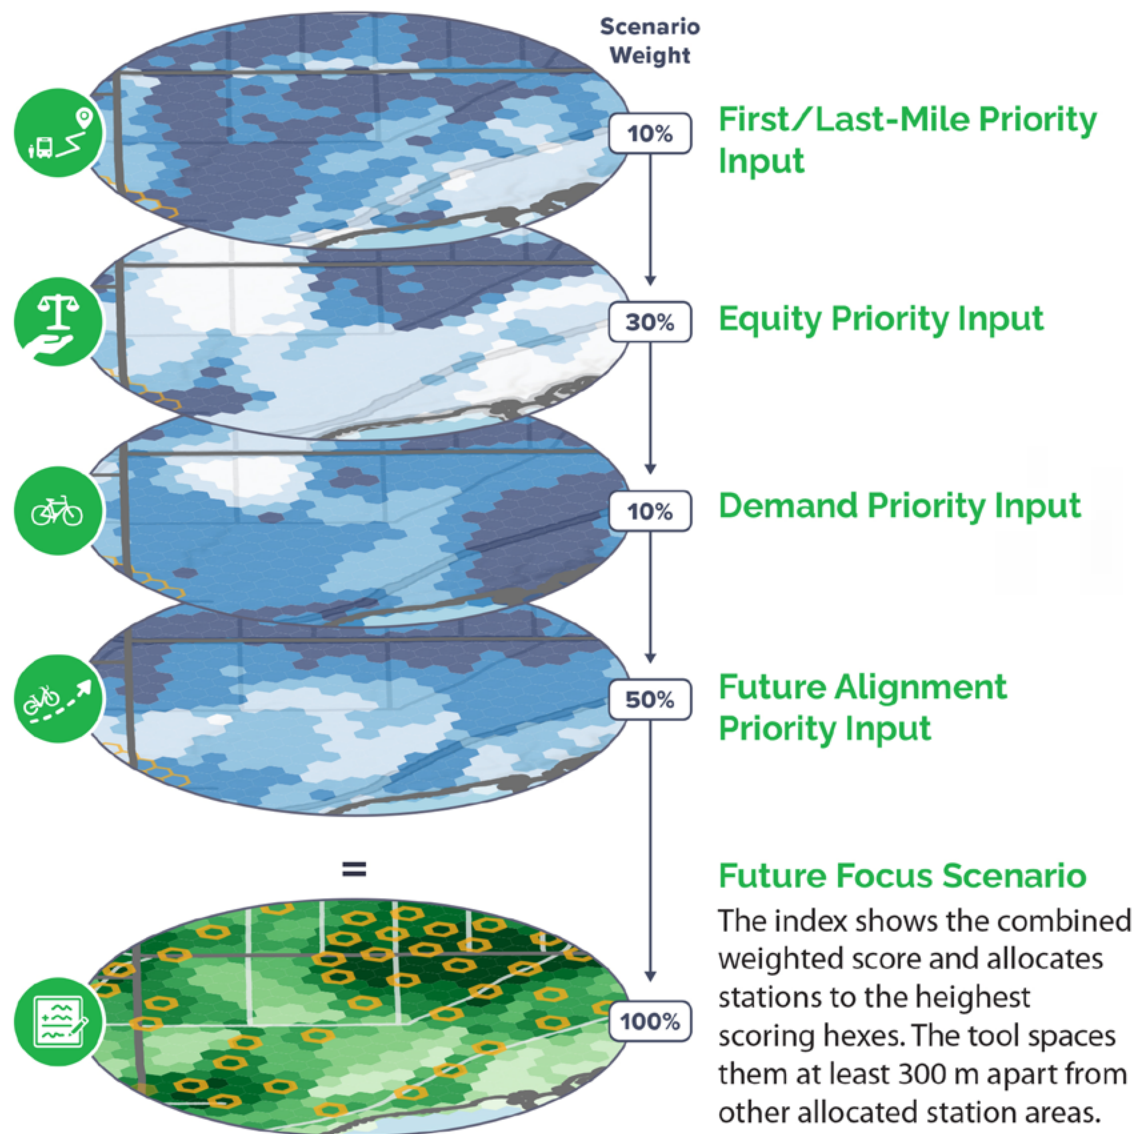 Scenario
Weight
10%
First/Last-Mile Priority
Input
30%
Equity Priority Input
10%
Demand Priority Input
50%
Future Alignment
Priority Input
=
Future Focus Scenario
The index shows the combined
weighted score and allocates
stations to the heighest
scoring hexes. The tool spaces
them at least 300 m apart from
other allocated station areas.
100%